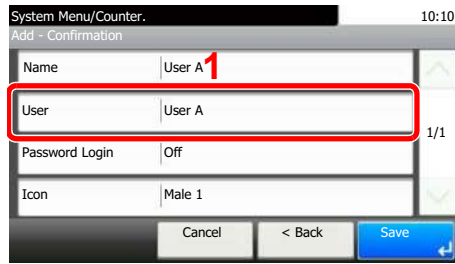 System Menu/Counter. 10:10
Add - Confirmation
Name User A 1
User User A
1/1
Password Login Off
Icon Male 1
Cancel < Back Save